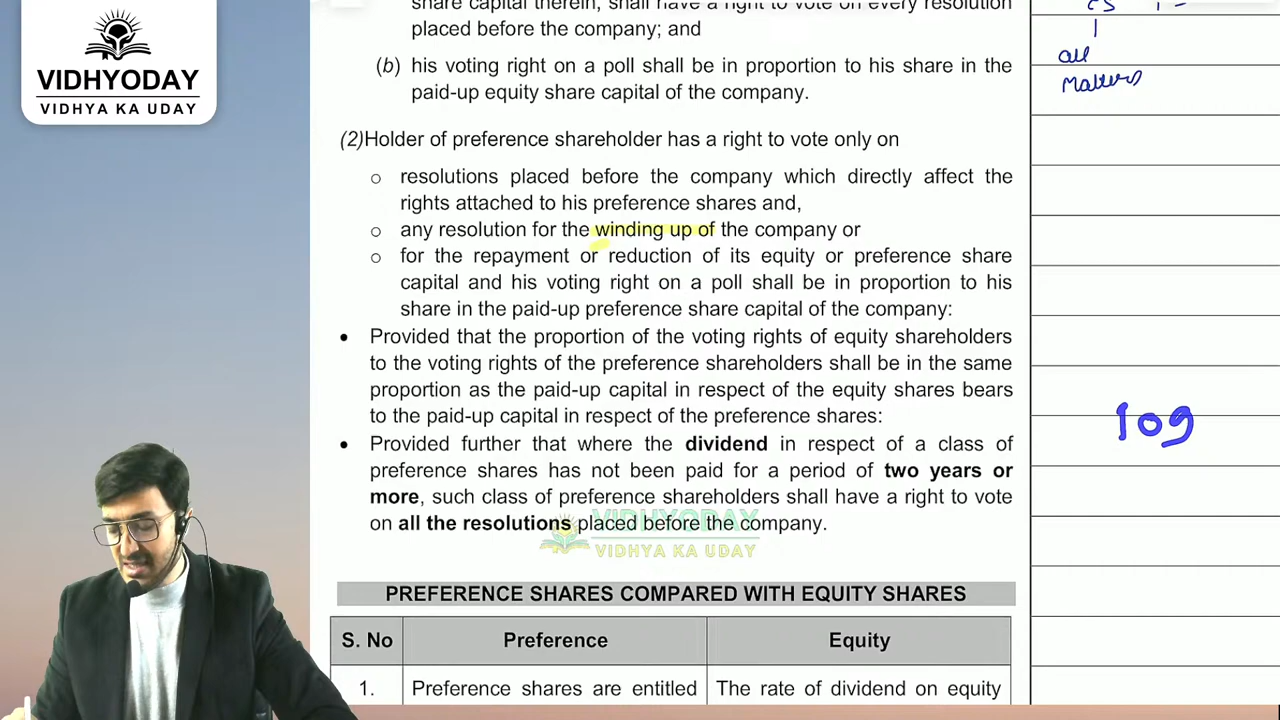 VIDHYODAY
VIDHYA KA UDAY
share capital therein, shall have a right to vote on every resolution
placed before the company; and
(b) his voting right on a poll shall be in proportion to his share in the
paid-up equity share capital of the company.
(2)Holder of preference shareholder has a right to vote only on
○ resolutions placed before the company which directly affect the
rights attached to his preference shares and,
○ any resolution for the winding up of the company or
○ for the repayment or reduction of its equity or preference share
capital and his voting right on a poll shall be in proportion to his
share in the paid-up preference share capital of the company:
• Provided that the proportion of the voting rights of equity shareholders
to the voting rights of the preference shareholders shall be in the same
proportion as the paid-up capital in respect of the equity shares bears
to the paid-up capital in respect of the preference shares:
• Provided further that where the dividend in respect of a class of
preference shares has not been paid for a period of two years or
more, such class of preference shareholders shall have a right to vote
on all the resolutions placed before the company.
VIDHYODAY
VIDHYA KA UDAY
PREFERENCE SHARES COMPARED WITH EQUITY SHARES
S. No Preference Equity
1. Preference shares are entitled The rate of dividend on equity
all
Matters
109